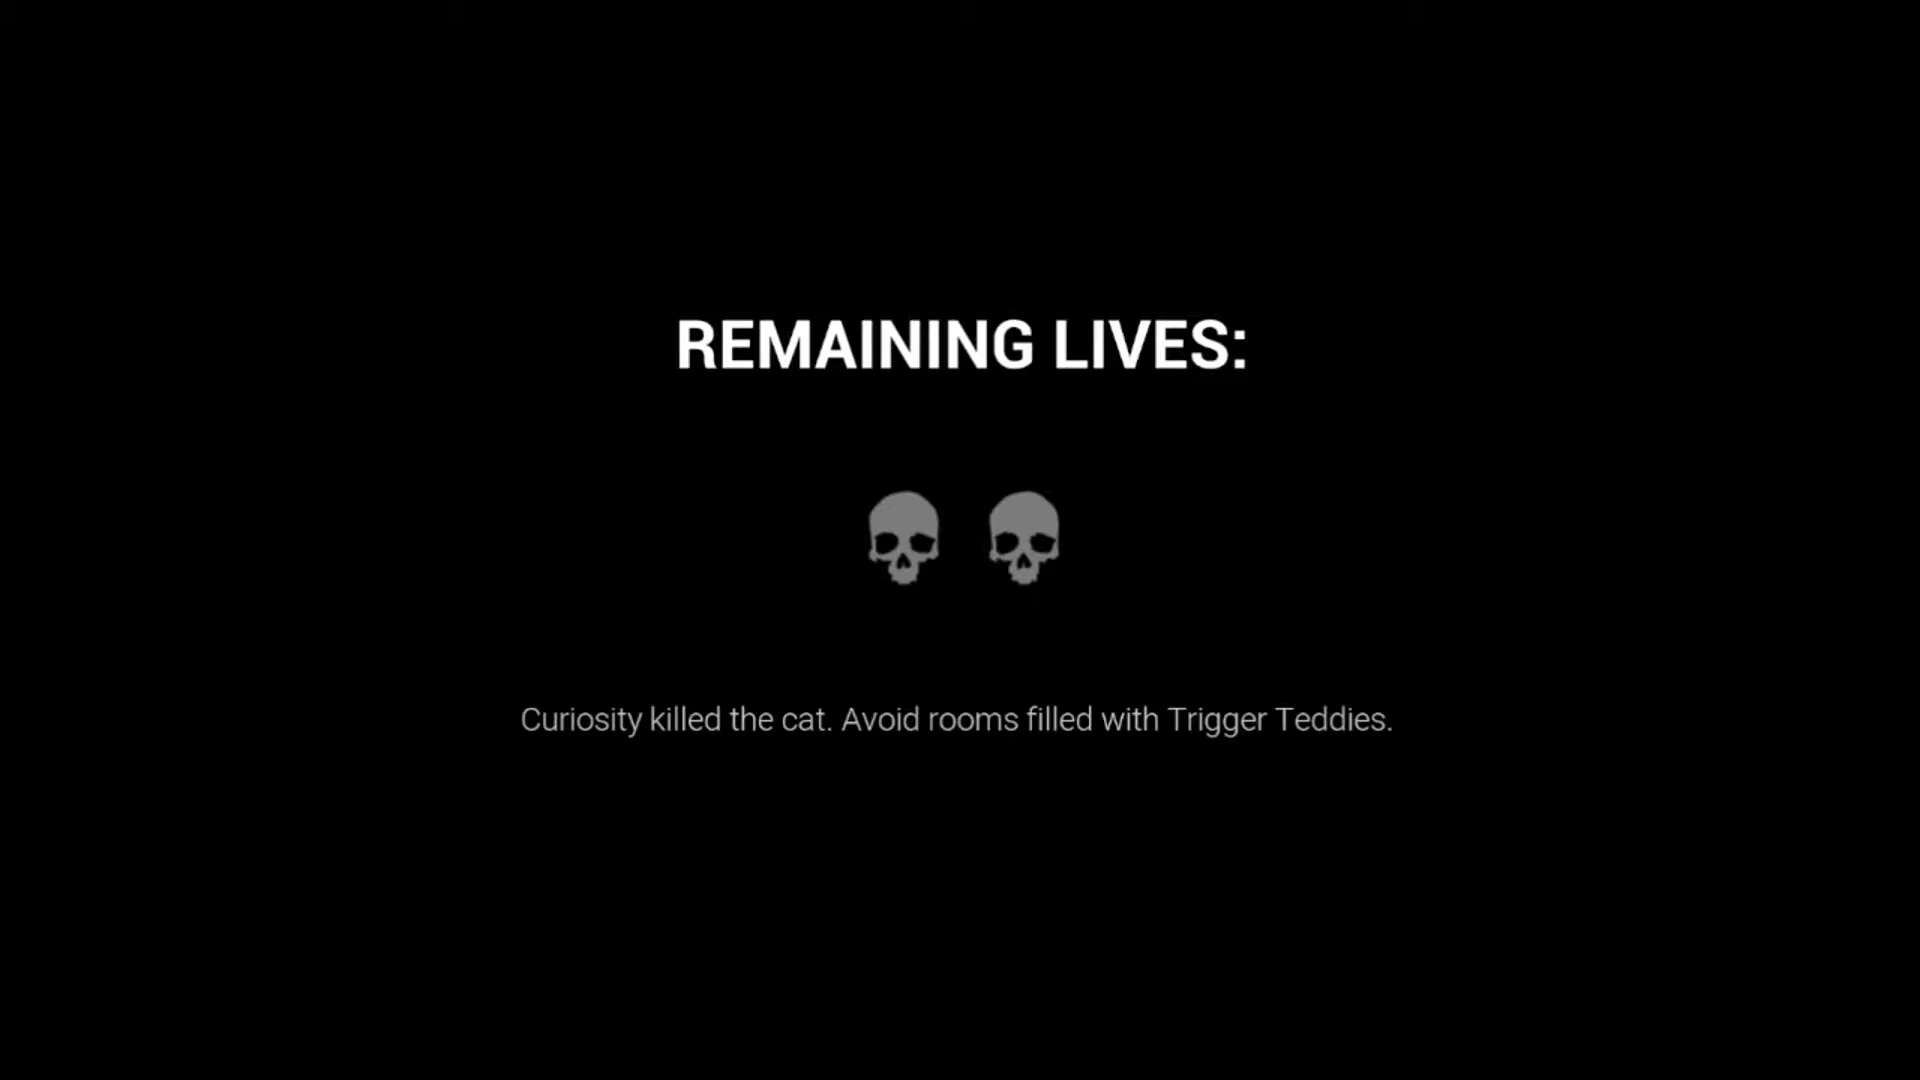 REMAINING LIVES:
Curiosity killed the cat. Avoid rooms filled with Trigger Teddies.